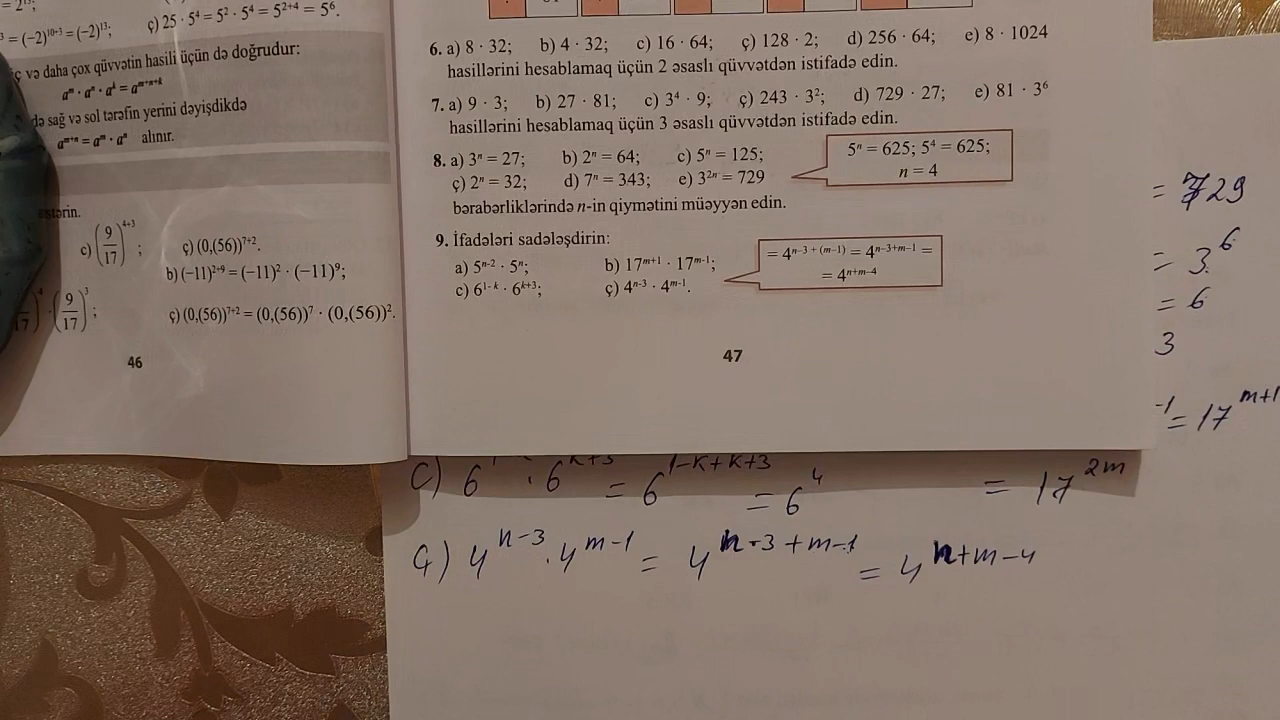 = 2¹³;
³ = (-2)¹⁰⁺³ = (-2)¹³; ç) 25 · 5⁴ = 5² · 5⁴ = 5²⁺⁴ = 5⁶.
və daha çox qüvvətin hasili üçün də doğrudur:
aᵐ · aⁿ · aᵏ = aᵐ⁺ⁿ⁺ᵏ
də sağ və sol tərəfin yerini dəyişdikdə
aᵐ⁺ⁿ = aᵐ · aⁿ alınır.
c) (9/17)⁴⁺³; ç) (0,(56))⁷⁺².
b) (-11)²⁺⁹ = (-11)² · (-11)⁹;
)⁴ · (9/17)³; ç) (0,(56))⁷⁺² = (0,(56))⁷ · (0,(56))².
46
6. a) 8 · 32; b) 4 · 32; c) 16 · 64; ç) 128 · 2; d) 256 · 64; e) 8 · 1024
hasillərini hesablamaq üçün 2 əsaslı qüvvətdən istifadə edin.
7. a) 9 · 3; b) 27 · 81; c) 3⁴ · 9; ç) 243 · 3²; d) 729 · 27; e) 81 · 3⁶
hasillərini hesablamaq üçün 3 əsaslı qüvvətdən istifadə edin.
8. a) 3ⁿ = 27; b) 2ⁿ = 64; c) 5ⁿ = 125;
ç) 2ⁿ = 32; d) 7ⁿ = 343; e) 3²ⁿ = 729
bərabərliklərində n-in qiymətini müəyyən edin.
5ⁿ = 625; 5⁴ = 625;
n = 4
9. İfadələri sadələşdirin:
a) 5ⁿ⁻² · 5ⁿ; b) 17ᵐ⁺¹ · 17ᵐ⁻¹;
c) 6¹⁻ᵏ · 6ᵏ⁺³; ç) 4ⁿ⁻³ · 4ᵐ⁻¹.
= 4ⁿ⁻³ ⁺ ⁽ᵐ⁻¹⁾ = 4ⁿ⁻³⁺ᵐ⁻¹ =
= 4ⁿ⁺ᵐ⁻⁴
47
= 729
= 3⁶
= 6
3
⁻¹ = 17ᵐ⁺¹
c) 6 · 6ᵏ⁺³ = 6¹⁻ᵏ⁺ᵏ⁺³ = 6⁴ = 17²ᵐ
ç) 4ⁿ⁻³ · 4ᵐ⁻¹ = 4ⁿ⁻³⁺ᵐ⁻¹ = 4ⁿ⁺ᵐ⁻⁴